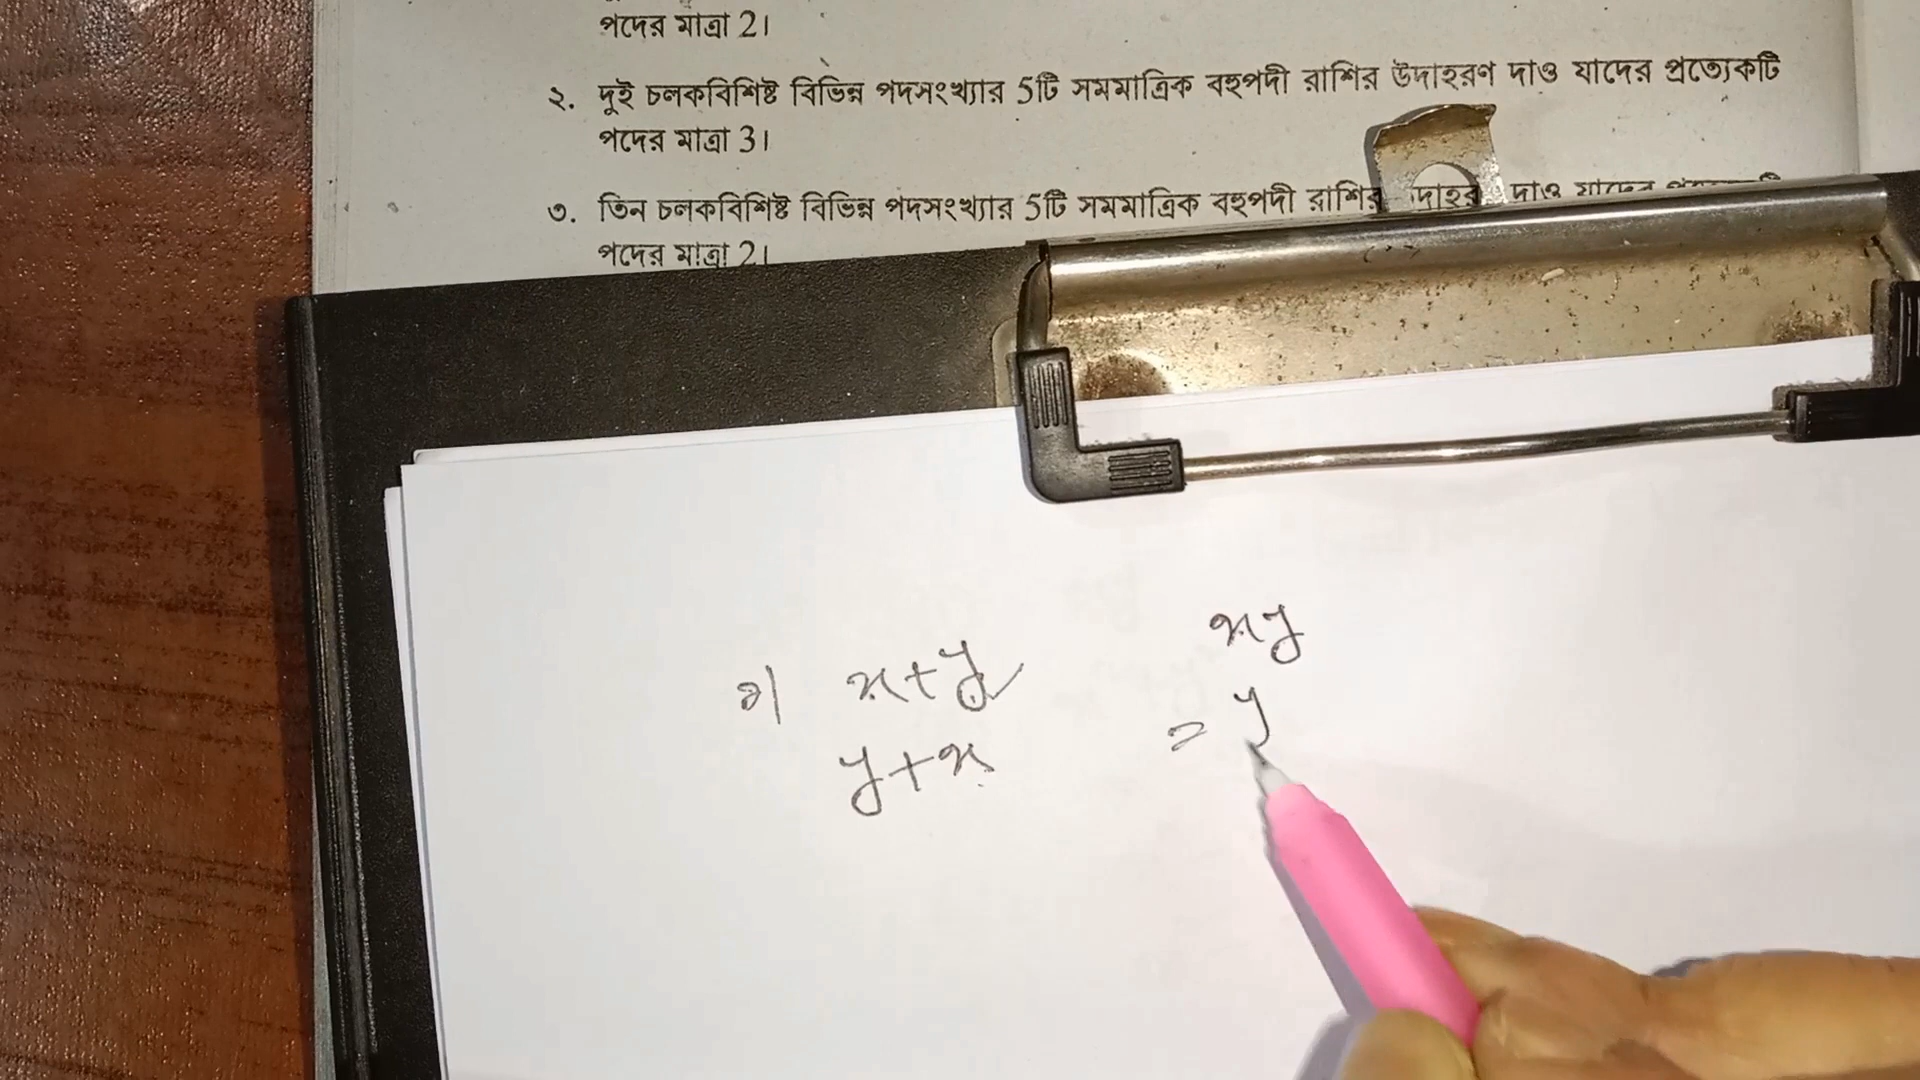 পদের মাত্রা 2।
২. দুই চলকবিশিষ্ট বিভিন্ন পদসংখ্যার 5টি সমমাত্রিক বহুপদী রাশির উদাহরণ দাও যাদের প্রত্যেকটি
পদের মাত্রা 3।
৩. তিন চলকবিশিষ্ট বিভিন্ন পদসংখ্যার 5টি সমমাত্রিক বহুপদী রাশির দাও যাদের
পদের মাত্রা 2।
x+y
xy
y+x
= y